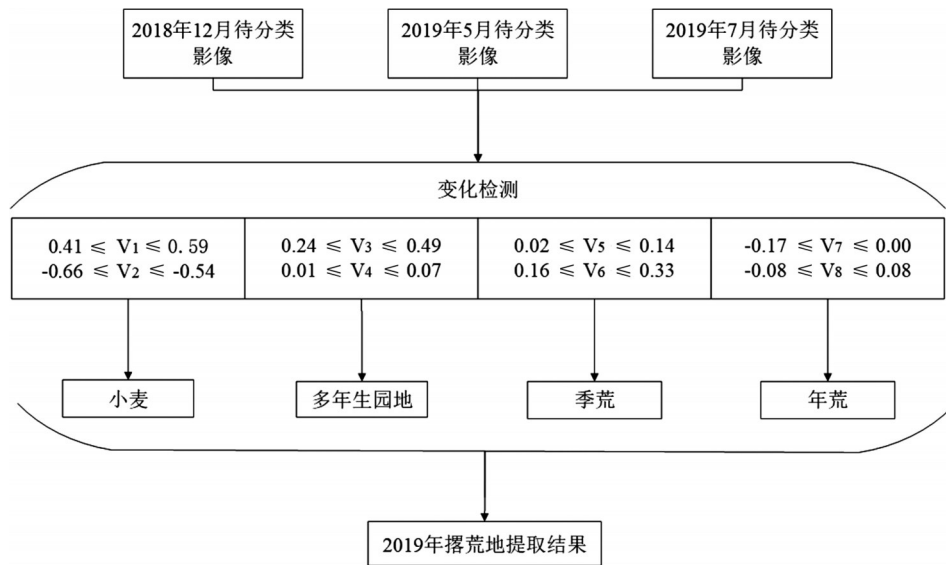 2018年12月待分类
影像
2019年5月待分类
影像
2019年7月待分类
影像
变化检测
0.41 ≤ V₁ ≤ 0.59
-0.66 ≤ V₂ ≤ -0.54
0.24 ≤ V₃ ≤ 0.49
0.01 ≤ V₄ ≤ 0.07
0.02 ≤ V₅ ≤ 0.14
0.16 ≤ V₆ ≤ 0.33
-0.17 ≤ V₇ ≤ 0.00
-0.08 ≤ V₈ ≤ 0.08
小麦
多年生园地
季荒
年荒
2019年撂荒地提取结果